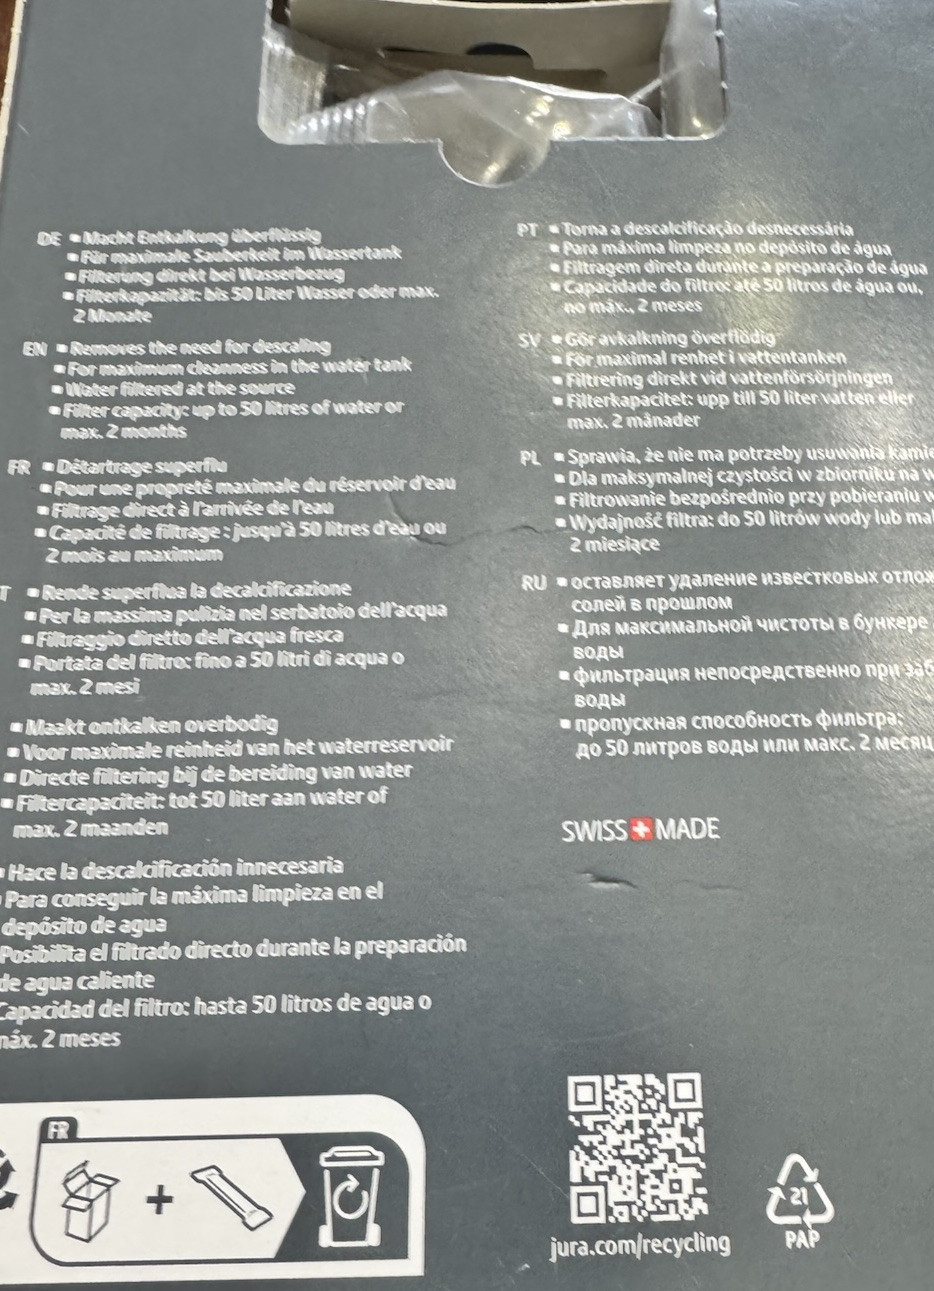 DE ▪ Macht Entkalkung überflüssig
▪ Für maximale Sauberkeit im Wassertank
▪ Filterung direkt bei Wasserbezug
▪ Filterkapazität: bis 50 Liter Wasser oder max.
2 Monate
EN ▪ Removes the need for descaling
▪ For maximum cleanness in the water tank
▪ Water filtered at the source
▪ Filter capacity: up to 50 litres of water or
max. 2 months
FR ▪ Détartrage superflu
▪ Pour une propreté maximale du réservoir d'eau
▪ Filtrage direct à l'arrivée de l'eau
▪ Capacité de filtrage : jusqu'à 50 litres d'eau ou
2 mois au maximum
T ▪ Rende superflua la decalcificazione
▪ Per la massima pulizia nel serbatoio dell'acqua
▪ Filtraggio diretto dell'acqua fresca
▪ Portata del filtro: fino a 50 litri di acqua o
max. 2 mesi
▪ Maakt ontkalken overbodig
▪ Voor maximale reinheid van het waterreservoir
▪ Directe filtering bij de bereiding van water
▪ Filtercapaciteit: tot 50 liter aan water of
max. 2 maanden
▪ Hace la descalcificación innecesaria
Para conseguir la máxima limpieza en el
depósito de agua
Posibilita el filtrado directo durante la preparación
de agua caliente
Capacidad del filtro: hasta 50 litros de agua o
máx. 2 meses
PT ▪ Torna a descalcificação desnecessária
▪ Para máxima limpeza no depósito de água
▪ Filtragem direta durante a preparação de água
▪ Capacidade do filtro: até 50 litros de água ou,
no máx., 2 meses
SV ▪ Gör avkalkning överflödig
▪ För maximal renhet i vattentanken
▪ Filtrering direkt vid vattenförsörjningen
▪ Filterkapacitet: upp till 50 liter vatten eller
max. 2 månader
PL ▪ Sprawia, że nie ma potrzeby usuwania kamie
▪ Dla maksymalnej czystości w zbiorniku na w
▪ Filtrowanie bezpośrednio przy pobieraniu w
▪ Wydajność filtra: do 50 litrów wody lub ma
2 miesiące
RU ▪ оставляет удаление известковых отлож
солей в прошлом
▪ Для максимальной чистоты в бункере
воды
▪ фильтрация непосредственно при заб
воды
▪ пропускная способность фильтра:
до 50 литров воды или макс. 2 месяц
SWISS MADE
FR
+
jura.com/recycling
21
PAP